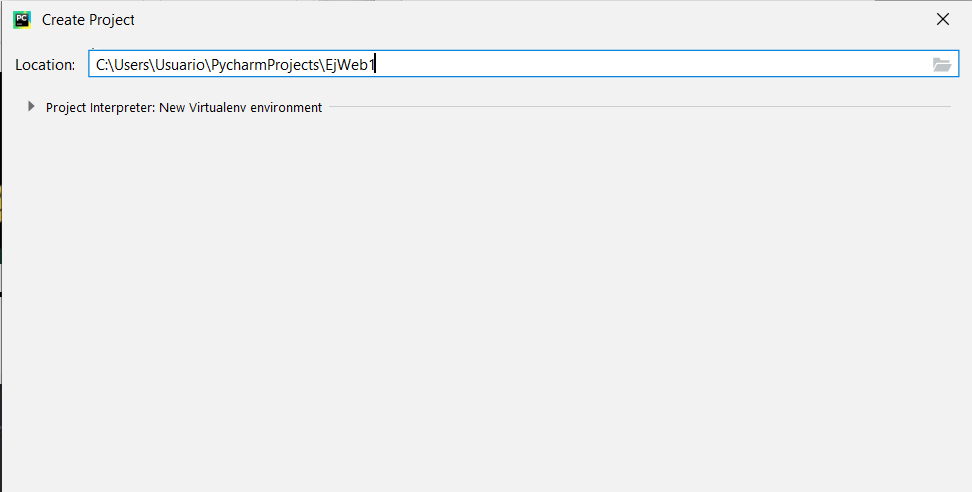 PC
Create Project
Location: C:\Users\Usuario\PycharmProjects\EjWeb1
Project Interpreter: New Virtualenv environment